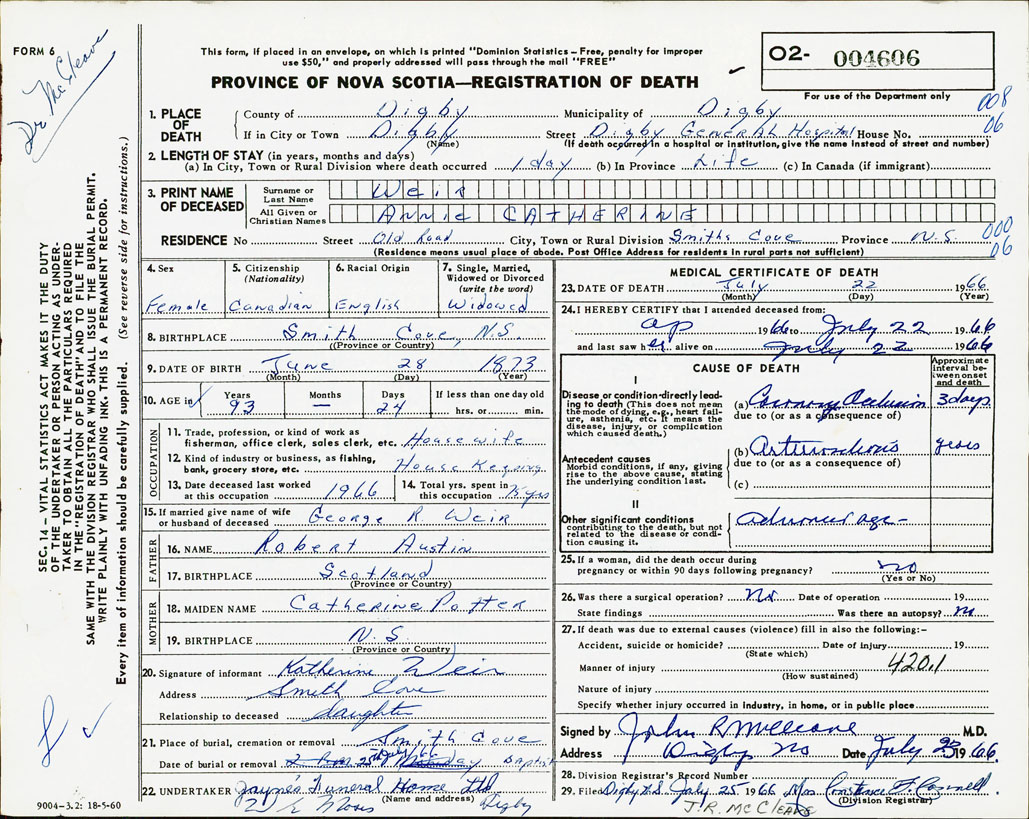 FORM 6
Dr McCleave
This form, if placed in an envelope, on which is printed "Dominion Statistics – Free, penalty for improper
use $50," and properly addressed will pass through the mail "FREE"
PROVINCE OF NOVA SCOTIA—REGISTRATION OF DEATH
02- 004606
For use of the Department only
008
06
1. PLACE OF DEATH
County of Digby Municipality of Digby
If in City or Town Digby Street Digby General Hospital House No.
(Name) (If death occurred in a hospital or institution, give the name instead of street and number)
2. LENGTH OF STAY (in years, months and days)
(a) In City, Town or Rural Division where death occurred 1 day (b) In Province Life (c) In Canada (if immigrant)
3. PRINT NAME OF DECEASED
Surname or Last Name Weir
All Given or Christian Names ANNIE CATHERINE
000
06
RESIDENCE No Street Old Road City, Town or Rural Division Smiths Cove Province N.S.
(Residence means usual place of abode. Post Office Address for residents in rural parts not sufficient)
4. Sex Female
5. Citizenship (Nationality) Canadian
6. Racial Origin English
7. Single, Married, Widowed or Divorced (write the word) Widowed
8. BIRTHPLACE Smith Cove, N.S.
(Province or County)
9. DATE OF BIRTH June 28 1873
(Month) (Day) (Year)
10. AGE in Years 93 Months — Days 24 If less than one day old hrs. or min.
OCCUPATION
11. Trade, profession, or kind of work as
fisherman, office clerk, sales clerk, etc. Housewife
12. Kind of industry or business, as fishing,
bank, grocery store, etc. House Keeping
13. Date deceased last worked at this occupation 1966
14. Total yrs. spent in this occupation 75 yrs
15. If married give name of wife or husband of deceased George R. Weir
FATHER
16. NAME Robert Austin
17. BIRTHPLACE Scotland
(Province or Country)
MOTHER
18. MAIDEN NAME Catherine Potter
19. BIRTHPLACE N.S.
(Province or Country)
20. Signature of informant Katherine Weir
Address Smith Cove
Relationship to deceased daughter
21. Place of burial, cremation or removal Smith Cove
Date of burial or removal 25th July 66 Baptist
22. UNDERTAKER Jayne's Funeral Home Ltd
(Name and address) Digby
MEDICAL CERTIFICATE OF DEATH
23. DATE OF DEATH July 22 1966
(Month) (Day) (Year)
24. I HEREBY CERTIFY that I attended deceased from:
1966 to July 22 1966
and last saw her alive on July 22 1966
CAUSE OF DEATH
Approximate interval between onset and death
I
Disease or condition directly leading to death (This does not mean the mode of dying, e.g., heart failure, asthenia, etc. It means the disease, injury, or complication which caused death.)
(a) Coronary Occlusion 3 days
due to (or as a consequence of)
Antecedent causes
Morbid conditions, if any, giving rise to the above cause, stating the underlying condition last.
(b) Arteriosclerosis years
due to (or as a consequence of)
(c)
II
Other significant conditions contributing to the death, but not related to the disease or condition causing it.
advanced age
25. If a woman, did the death occur during
pregnancy or within 90 days following pregnancy? no
(Yes or No)
26. Was there a surgical operation? no Date of operation 19
State findings Was there an autopsy? no
27. If death was due to external causes (violence) fill in also the following:–
Accident, suicide or homicide? Date of injury 19
(State which)
Manner of injury 420.1
(How sustained)
Nature of injury
Specify whether injury occurred in industry, in home, or in public place
Signed by John R McCleave M.D.
Address Digby NS Date July 1966.
28. Division Registrar's Record Number
29. Filed Digby N.S. July 25 1966 Mrs Constance F.
(Division Registrar)
J.R. McCLEAVE
SEC. 14 – VITAL STATISTICS ACT MAKES IT THE DUTY
OF THE UNDERTAKER OR PERSON ACTING AS UNDER-
TAKER TO OBTAIN ALL THE PARTICULARS REQUIRED
IN THE "REGISTRATION OF DEATH" AND TO FILE THE
SAME WITH THE DIVISION REGISTRAR WHO SHALL ISSUE THE BURIAL PERMIT.
WRITE PLAINLY WITH UNFADING INK. THIS IS A PERMANENT RECORD.
Every item of information should be carefully supplied. (See reverse side for instructions.)
9004–3.2: 18-5-60